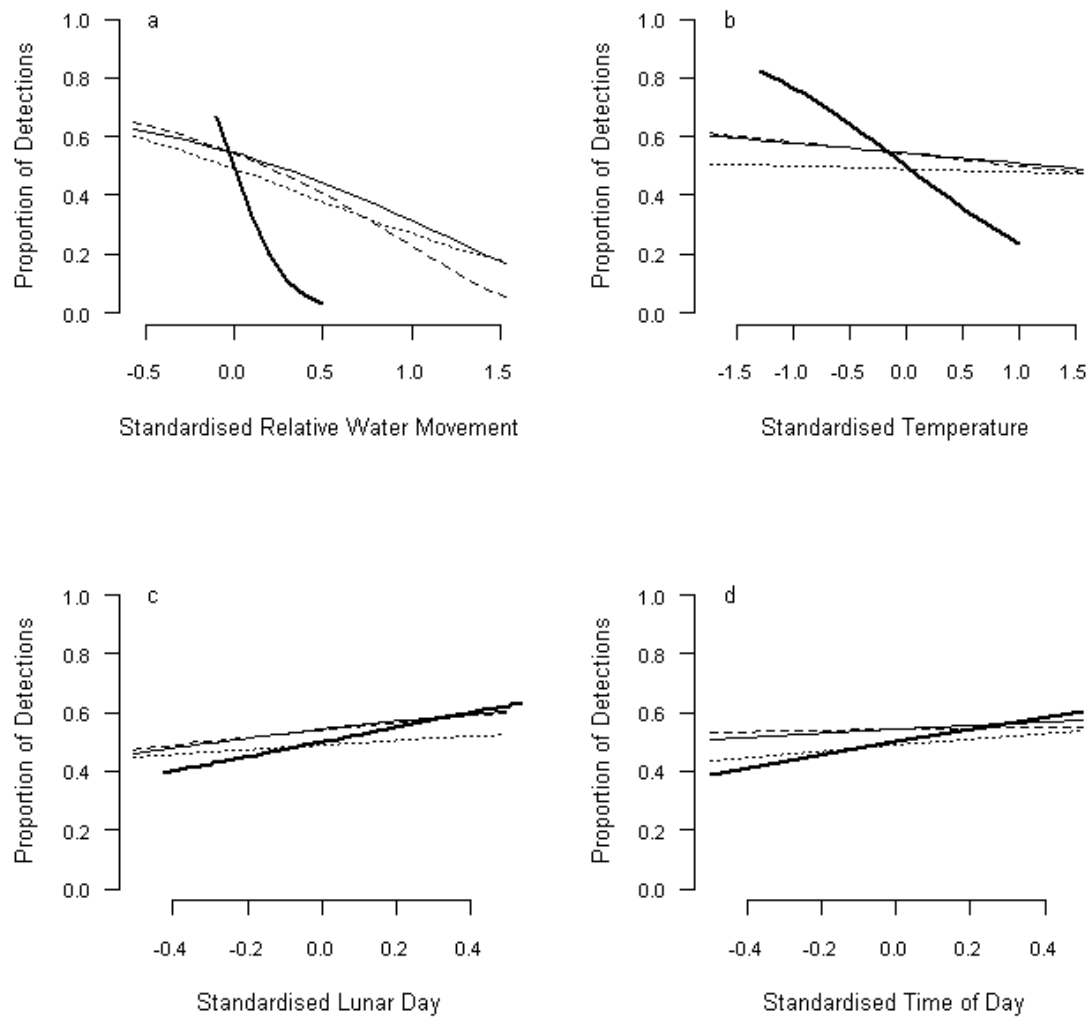 a
1.0
0.8
0.6
0.4
0.2
0.0
Proportion of Detections
-0.5 0.0 0.5 1.0 1.5
Standardised Relative Water Movement
b
1.0
0.8
0.6
0.4
0.2
0.0
Proportion of Detections
-1.5 -1.0 -0.5 0.0 0.5 1.0 1.5
Standardised Temperature
c
1.0
0.8
0.6
0.4
0.2
0.0
Proportion of Detections
-0.4 -0.2 0.0 0.2 0.4
Standardised Lunar Day
d
1.0
0.8
0.6
0.4
0.2
0.0
Proportion of Detections
-0.4 -0.2 0.0 0.2 0.4
Standardised Time of Day